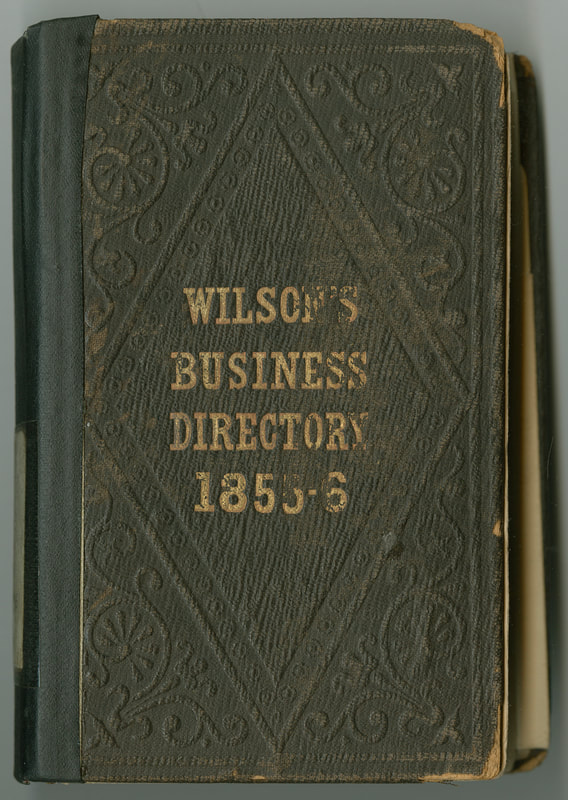 WILSON'S
BUSINESS
DIRECTORY
1855-6